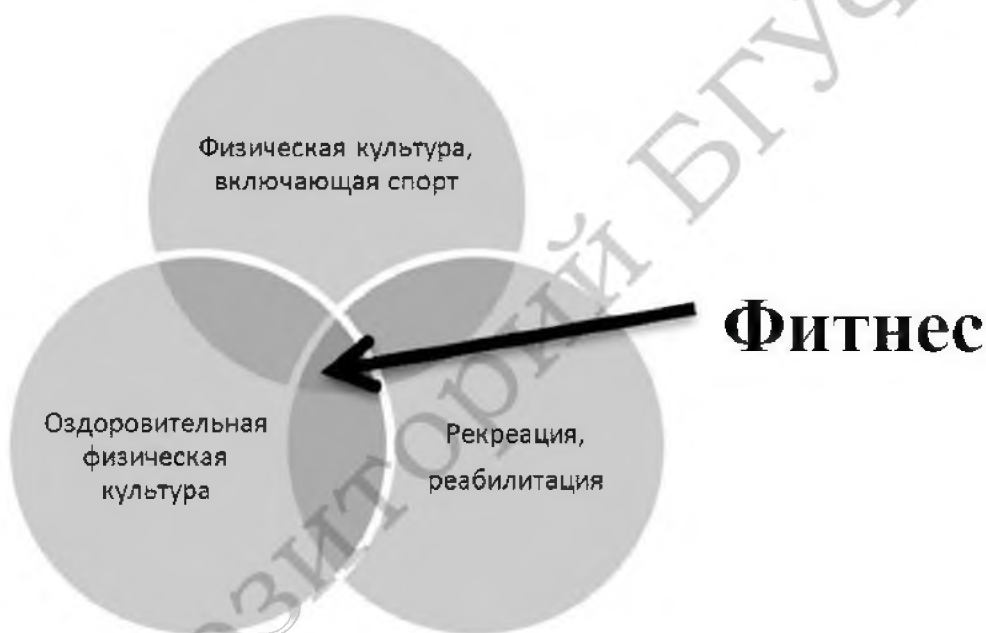 Физическая культура,
включающая спорт
Фитнес
Оздоровительная
физическая
культура
Рекреация,
реабилитация